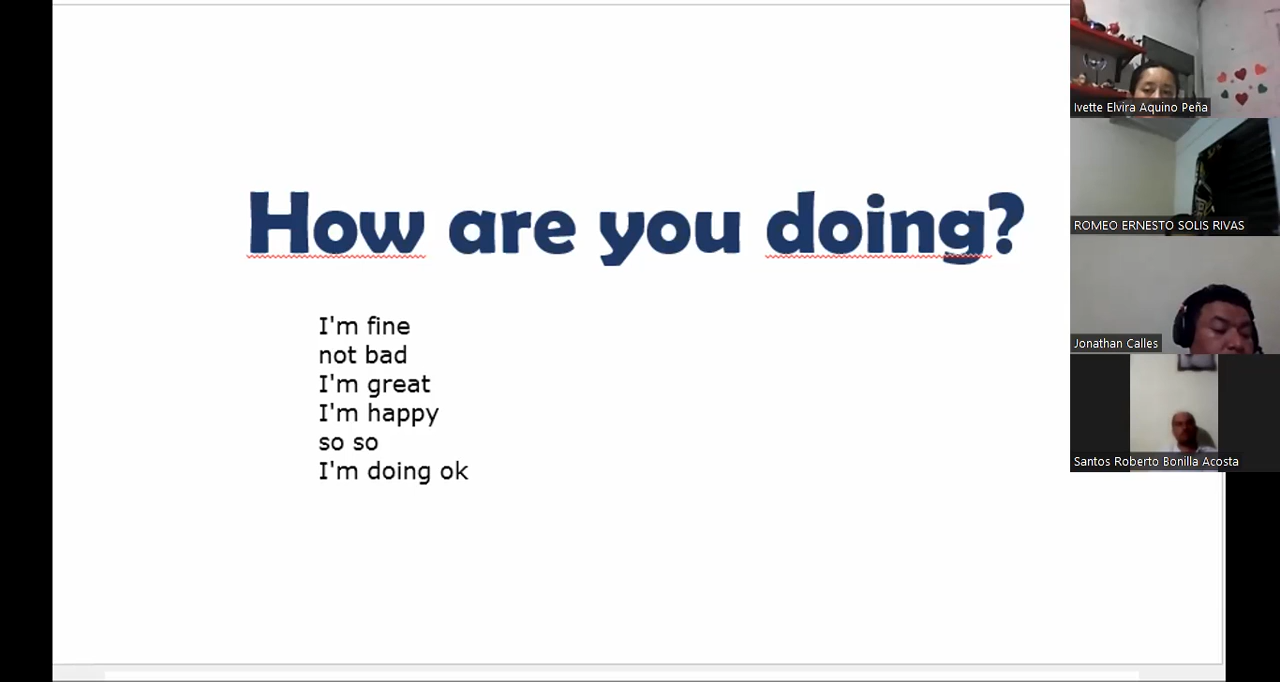 How are you doing?
I'm fine
not bad
I'm great
I'm happy
so so
I'm doing ok
Ivette Elvira Aquino Peña
ROMEO ERNESTO SOLIS RIVAS
Jonathan Calles
Santos Roberto Bonilla Acosta